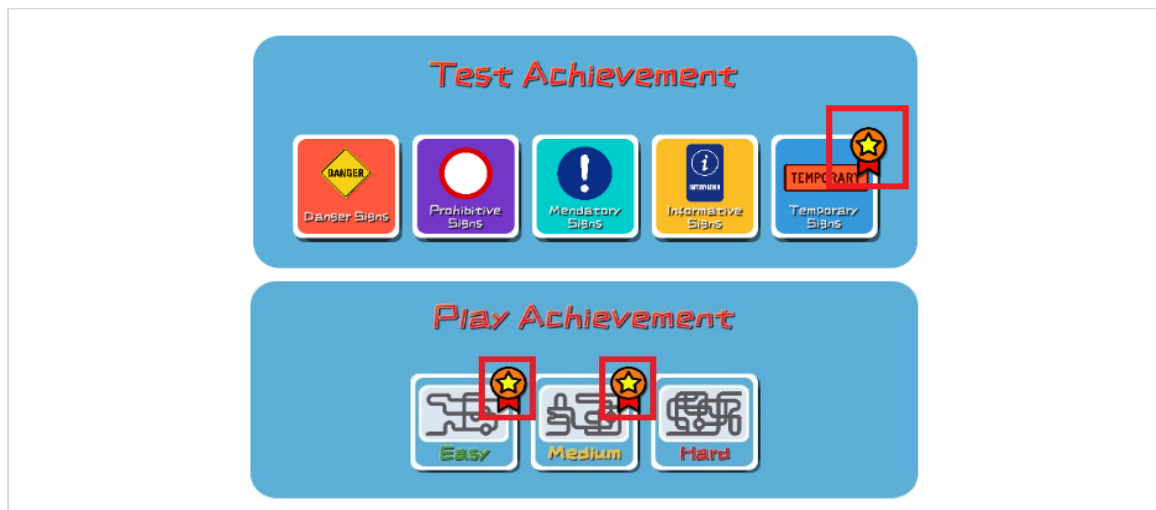 Test Achievement
DANGER
Danger Signs
Prohibitive
Signs
Mendatory
Signs
i
INFORMATION
Informative
Signs
TEMPORARY
Temporary
Signs
Play Achievement
Easy
Medium
Hard